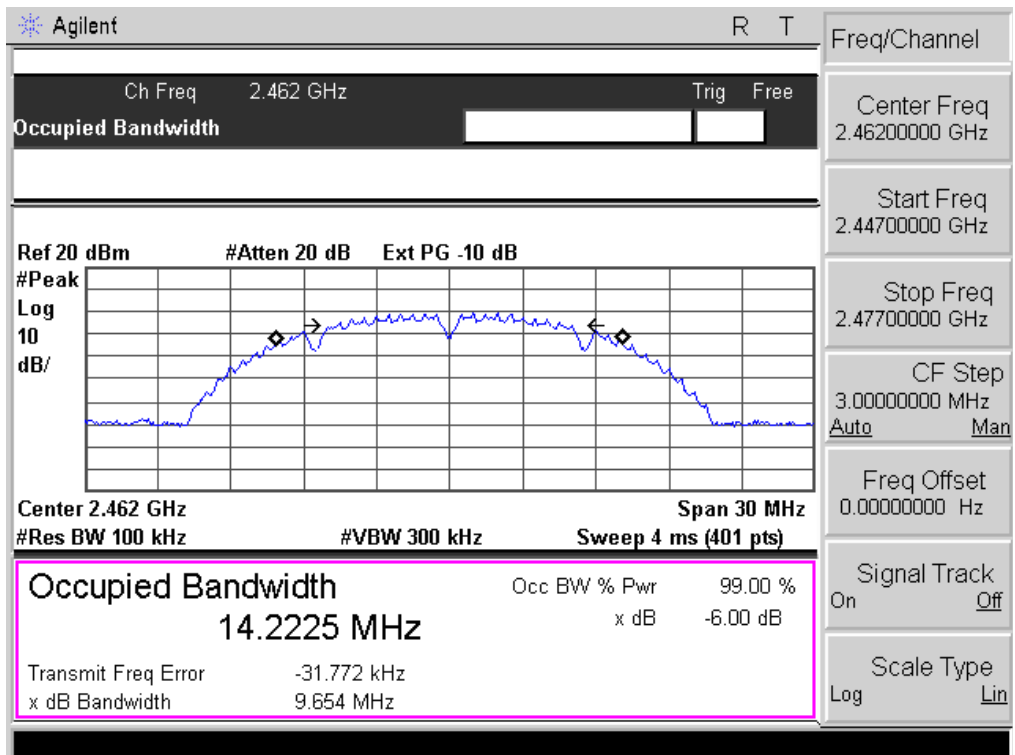 Agilent
R T
Ch Freq 2.462 GHz Trig Free
Occupied Bandwidth
Ref 20 dBm #Atten 20 dB Ext PG -10 dB
#Peak
Log
10
dB/
Center 2.462 GHz Span 30 MHz
#Res BW 100 kHz #VBW 300 kHz Sweep 4 ms (401 pts)
Occupied Bandwidth
14.2225 MHz
Occ BW % Pwr 99.00 %
x dB -6.00 dB
Transmit Freq Error -31.772 kHz
x dB Bandwidth 9.654 MHz
Freq/Channel
Center Freq
2.46200000 GHz
Start Freq
2.44700000 GHz
Stop Freq
2.47700000 GHz
CF Step
3.00000000 MHz
Auto Man
Freq Offset
0.00000000 Hz
Signal Track
On Off
Scale Type
Log Lin